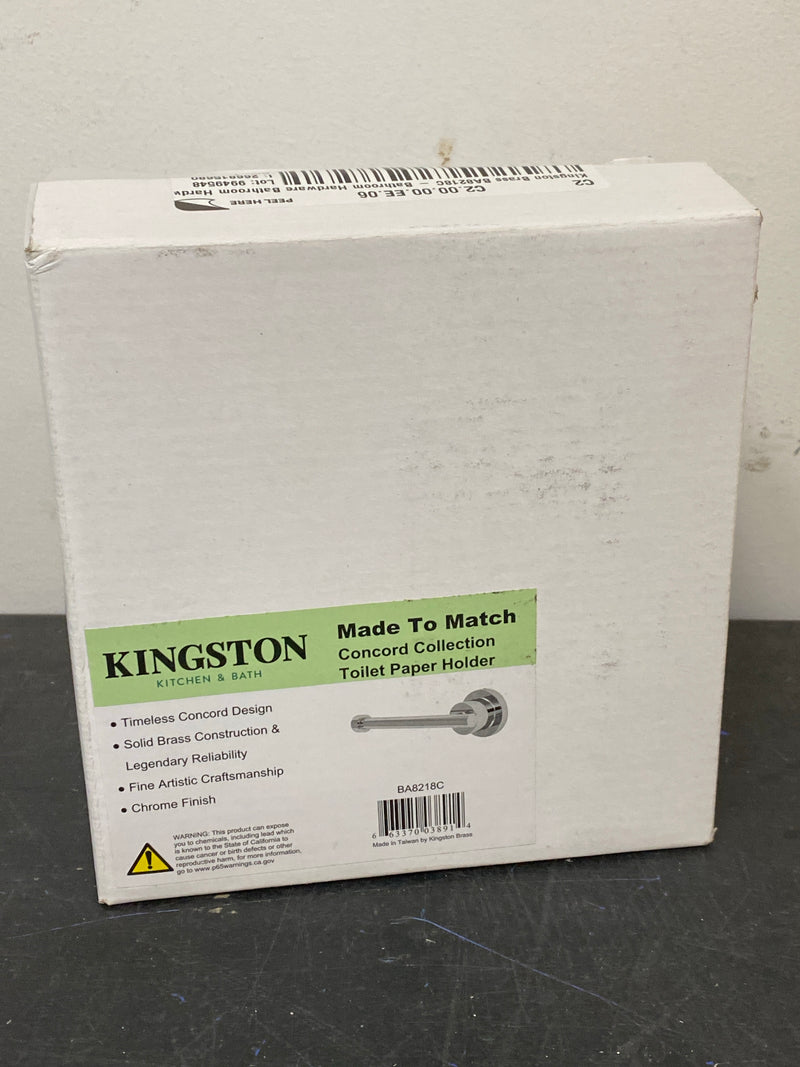 C2
Kingston Brass BA8218C - Bathroom Hardware Bathroom Hardw
C2.00.00.EE.06
Lot: 9949548
PEEL HERE
KINGSTON
KITCHEN & BATH
Made To Match
Concord Collection
Toilet Paper Holder
• Timeless Concord Design
• Solid Brass Construction &
Legendary Reliability
• Fine Artistic Craftsmanship
• Chrome Finish
BA8218C
6 63370 03891 4
Made in Taiwan by Kingston Brass
WARNING: This product can expose
you to chemicals, including lead which
is known to the State of California to
cause cancer or birth defects or other
reproductive harm, for more information,
go to www.p65warnings.ca.gov